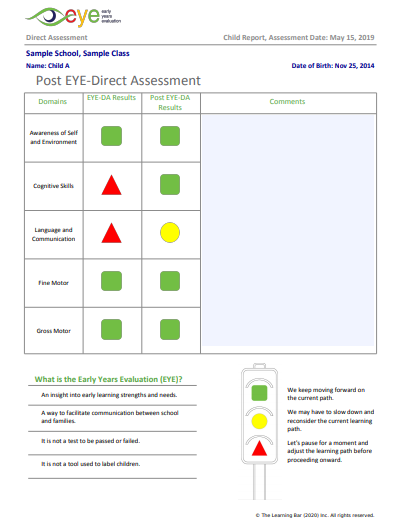 eye early
years
evaluation
Direct Assessment Child Report, Assessment Date: May 15, 2019
Sample School, Sample Class
Name: Child A Date of Birth: Nov 25, 2014
Post EYE-Direct Assessment
Domains EYE-DA Results Post EYE-DA Results Comments
Awareness of Self
and Environment
Cognitive Skills
Language and
Communication
Fine Motor
Gross Motor
What is the Early Years Evaluation (EYE)?
An insight into early learning strengths and needs.
A way to facilitate communication between school
and families.
It is not a test to be passed or failed.
It is not a tool used to label children.
We keep moving forward on
the current path.
We may have to slow down and
reconsider the current learning
path.
Let's pause for a moment and
adjust the learning path before
proceeding onward.
© The Learning Bar (2020) Inc. All rights reserved.